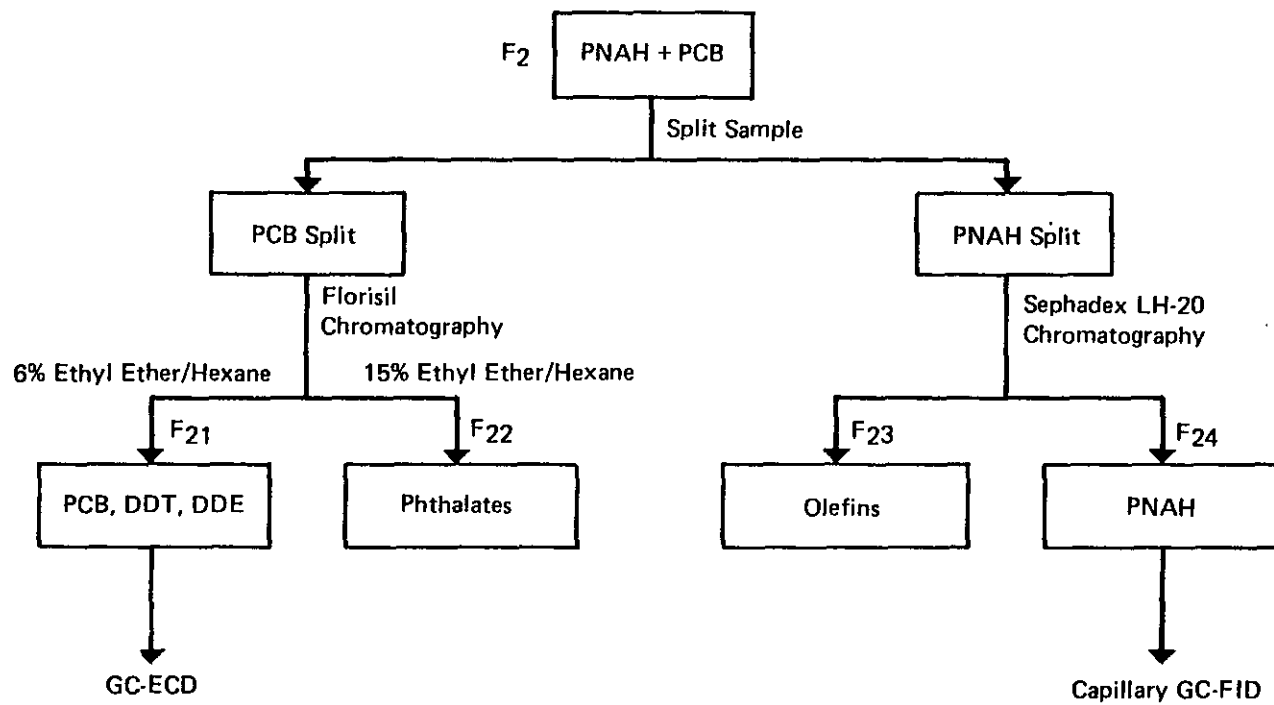 F2
PNAH + PCB
Split Sample
PCB Split
PNAH Split
Florisil
Chromatography
Sephadex LH-20
Chromatography
6% Ethyl Ether/Hexane
15% Ethyl Ether/Hexane
F21
F22
F23
F24
PCB, DDT, DDE
Phthalates
Olefins
PNAH
GC-ECD
Capillary GC-FID